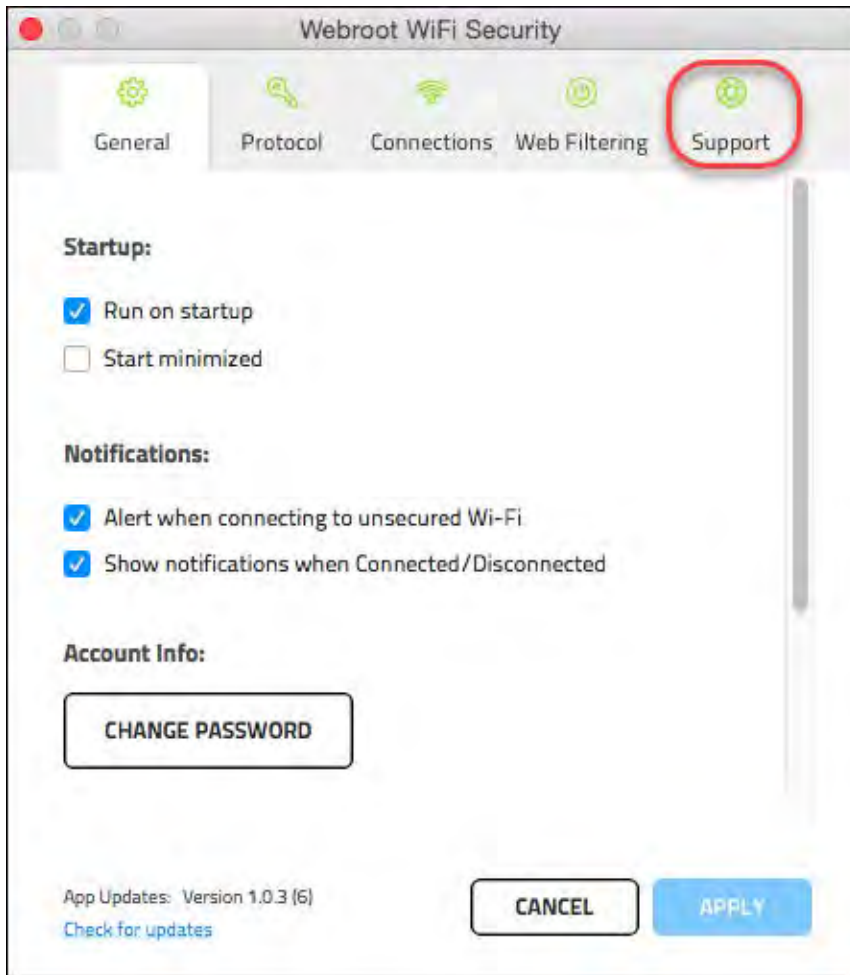 Webroot WiFi Security
General Protocol Connections Web Filtering Support
Startup:
Run on startup
Start minimized
Notifications:
Alert when connecting to unsecured Wi-Fi
Show notifications when Connected/Disconnected
Account Info:
CHANGE PASSWORD
App Updates: Version 1.0.3 (6)
Check for updates
CANCEL
APPLY